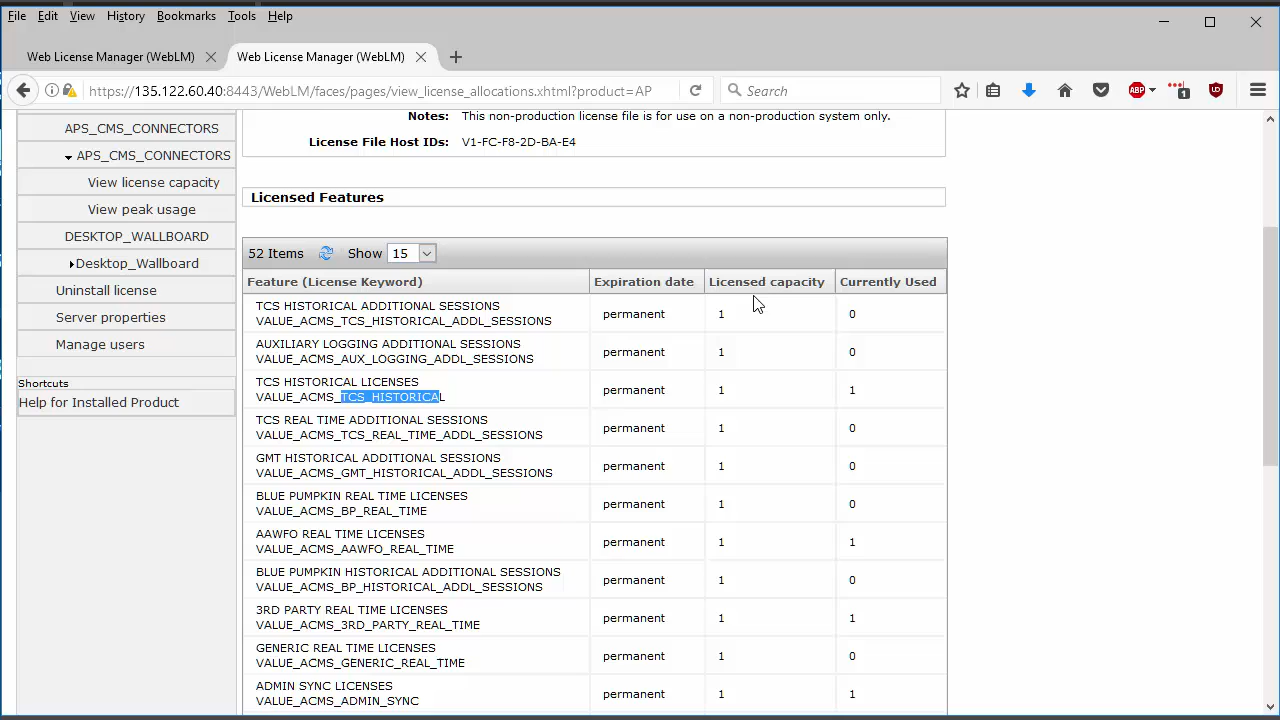 File Edit View History Bookmarks Tools Help
Web License Manager (WebLM) Web License Manager (WebLM)
https://135.122.60.40:8443/WebLM/faces/pages/view_license_allocations.xhtml?product=AP Search ABP 1
APS_CMS_CONNECTORS
APS_CMS_CONNECTORS
View license capacity
View peak usage
DESKTOP_WALLBOARD
Desktop_Wallboard
Uninstall license
Server properties
Manage users
Shortcuts
Help for Installed Product
Notes: This non-production license file is for use on a non-production system only.
License File Host IDs: V1-FC-F8-2D-BA-E4
Licensed Features
52 Items Show 15
Feature (License Keyword) Expiration date Licensed capacity Currently Used
TCS HISTORICAL ADDITIONAL SESSIONS
VALUE_ACMS_TCS_HISTORICAL_ADDL_SESSIONS permanent 1 0
AUXILIARY LOGGING ADDITIONAL SESSIONS
VALUE_ACMS_AUX_LOGGING_ADDL_SESSIONS permanent 1 0
TCS HISTORICAL LICENSES
VALUE_ACMS_TCS_HISTORICAL permanent 1 1
TCS REAL TIME ADDITIONAL SESSIONS
VALUE_ACMS_TCS_REAL_TIME_ADDL_SESSIONS permanent 1 0
GMT HISTORICAL ADDITIONAL SESSIONS
VALUE_ACMS_GMT_HISTORICAL_ADDL_SESSIONS permanent 1 0
BLUE PUMPKIN REAL TIME LICENSES
VALUE_ACMS_BP_REAL_TIME permanent 1 0
AAWFO REAL TIME LICENSES
VALUE_ACMS_AAWFO_REAL_TIME permanent 1 1
BLUE PUMPKIN HISTORICAL ADDITIONAL SESSIONS
VALUE_ACMS_BP_HISTORICAL_ADDL_SESSIONS permanent 1 0
3RD PARTY REAL TIME LICENSES
VALUE_ACMS_3RD_PARTY_REAL_TIME permanent 1 1
GENERIC REAL TIME LICENSES
VALUE_ACMS_GENERIC_REAL_TIME permanent 1 0
ADMIN SYNC LICENSES
VALUE_ACMS_ADMIN_SYNC permanent 1 1